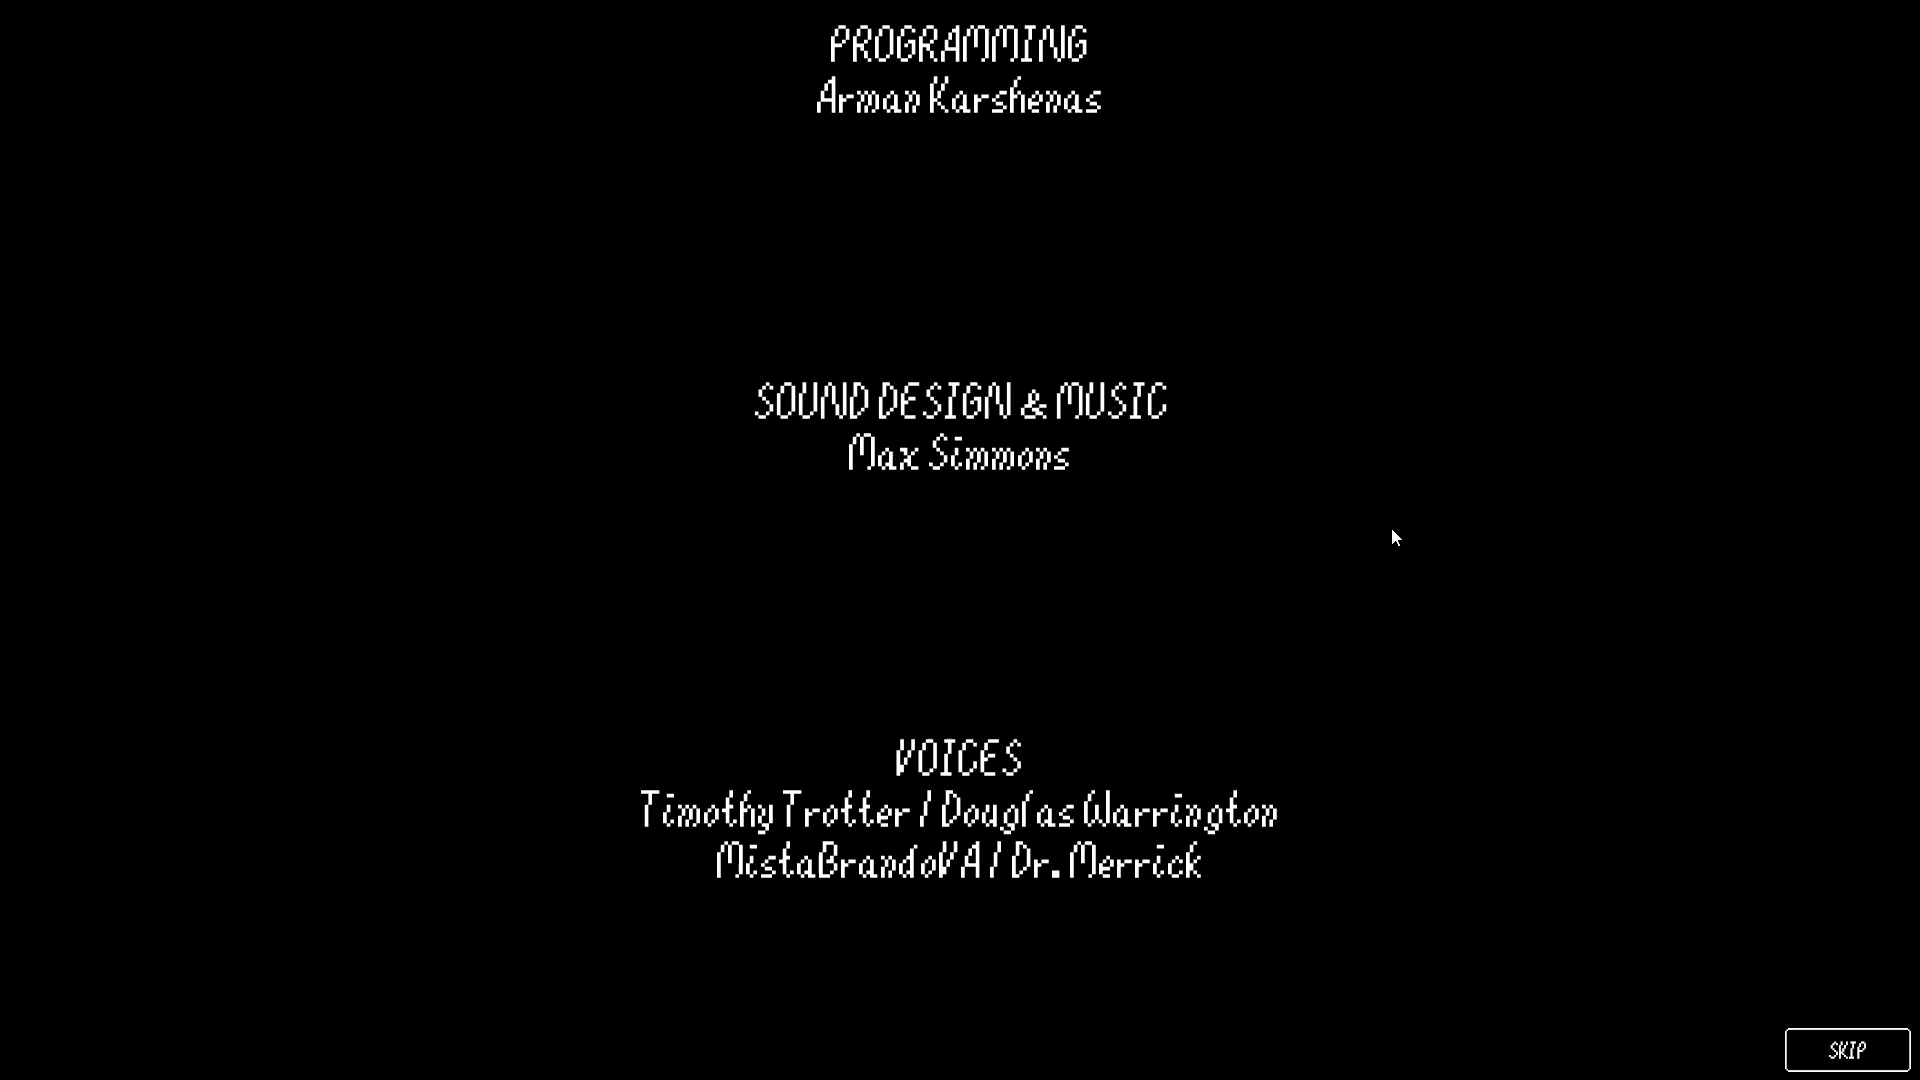 PROGRAMMING
Arman Karshenas
SOUND DESIGN & MUSIC
Max Simmons
VOICES
Timothy Trotter / Douglas Warrington
MistaBrandoVA / Dr. Merrick
SKIP